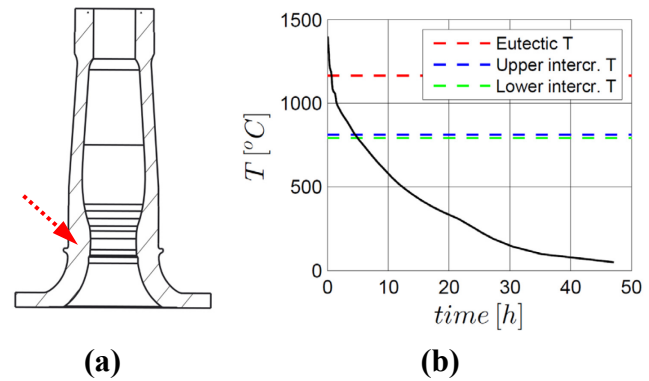 1500
1000
500
0
T [°C]
Eutectic T
Upper intercr. T
Lower intercr. T
0 10 20 30 40 50
time [h]
(a) (b)